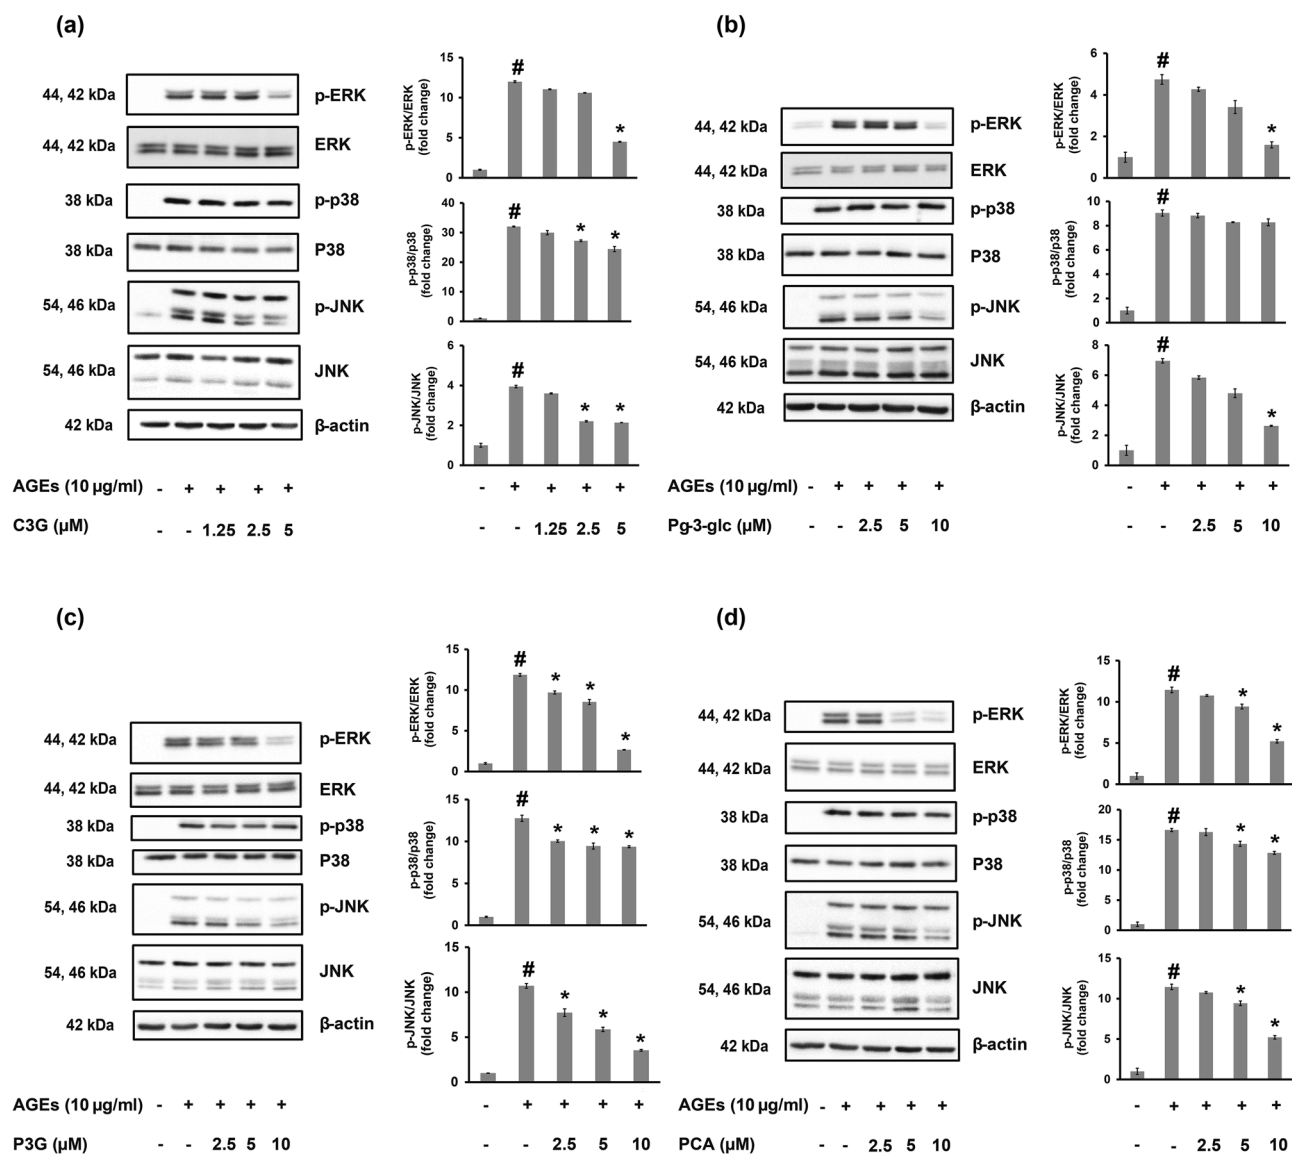 (a)
44, 42 kDa p-ERK
44, 42 kDa ERK
38 kDa p-p38
38 kDa P38
54, 46 kDa p-JNK
54, 46 kDa JNK
42 kDa β-actin
AGEs (10 µg/ml) - + + + +
C3G (µM) - - 1.25 2.5 5
p-ERK/ERK
(fold change)
15
10
5
0
#
*
p-p38/p38
(fold change)
40
30
20
10
0
#
* *
p-JNK/JNK
(fold change)
6
4
2
0
#
* *
- + + + +
- - 1.25 2.5 5
(b)
44, 42 kDa p-ERK
44, 42 kDa ERK
38 kDa p-p38
38 kDa P38
54, 46 kDa p-JNK
54, 46 kDa JNK
42 kDa β-actin
AGEs (10 µg/ml) - + + + +
Pg-3-glc (µM) - - 2.5 5 10
p-ERK/ERK
(fold change)
6
4
2
0
#
*
p-p38/p38
(fold change)
10
8
6
4
2
0
#
p-JNK/JNK
(fold change)
8
6
4
2
0
#
*
- + + + +
- - 2.5 5 10
(c)
44, 42 kDa p-ERK
44, 42 kDa ERK
38 kDa p-p38
38 kDa P38
54, 46 kDa p-JNK
54, 46 kDa JNK
42 kDa β-actin
AGEs (10 µg/ml) - + + + +
P3G (µM) - - 2.5 5 10
p-ERK/ERK
(fold change)
15
10
5
0
#
* * *
p-p38/p38
(fold change)
15
10
5
0
#
* * *
p-JNK/JNK
(fold change)
15
10
5
0
#
* * *
- + + + +
- - 2.5 5 10
(d)
44, 42 kDa p-ERK
44, 42 kDa ERK
38 kDa p-p38
38 kDa P38
54, 46 kDa p-JNK
54, 46 kDa JNK
42 kDa β-actin
AGEs (10 µg/ml) - + + + +
PCA (µM) - - 2.5 5 10
p-ERK/ERK
(fold change)
15
10
5
0
#
* *
p-p38/p38
(fold change)
20
15
10
5
0
#
* *
p-JNK/JNK
(fold change)
15
10
5
0
#
* *
- + + + +
- - 2.5 5 10